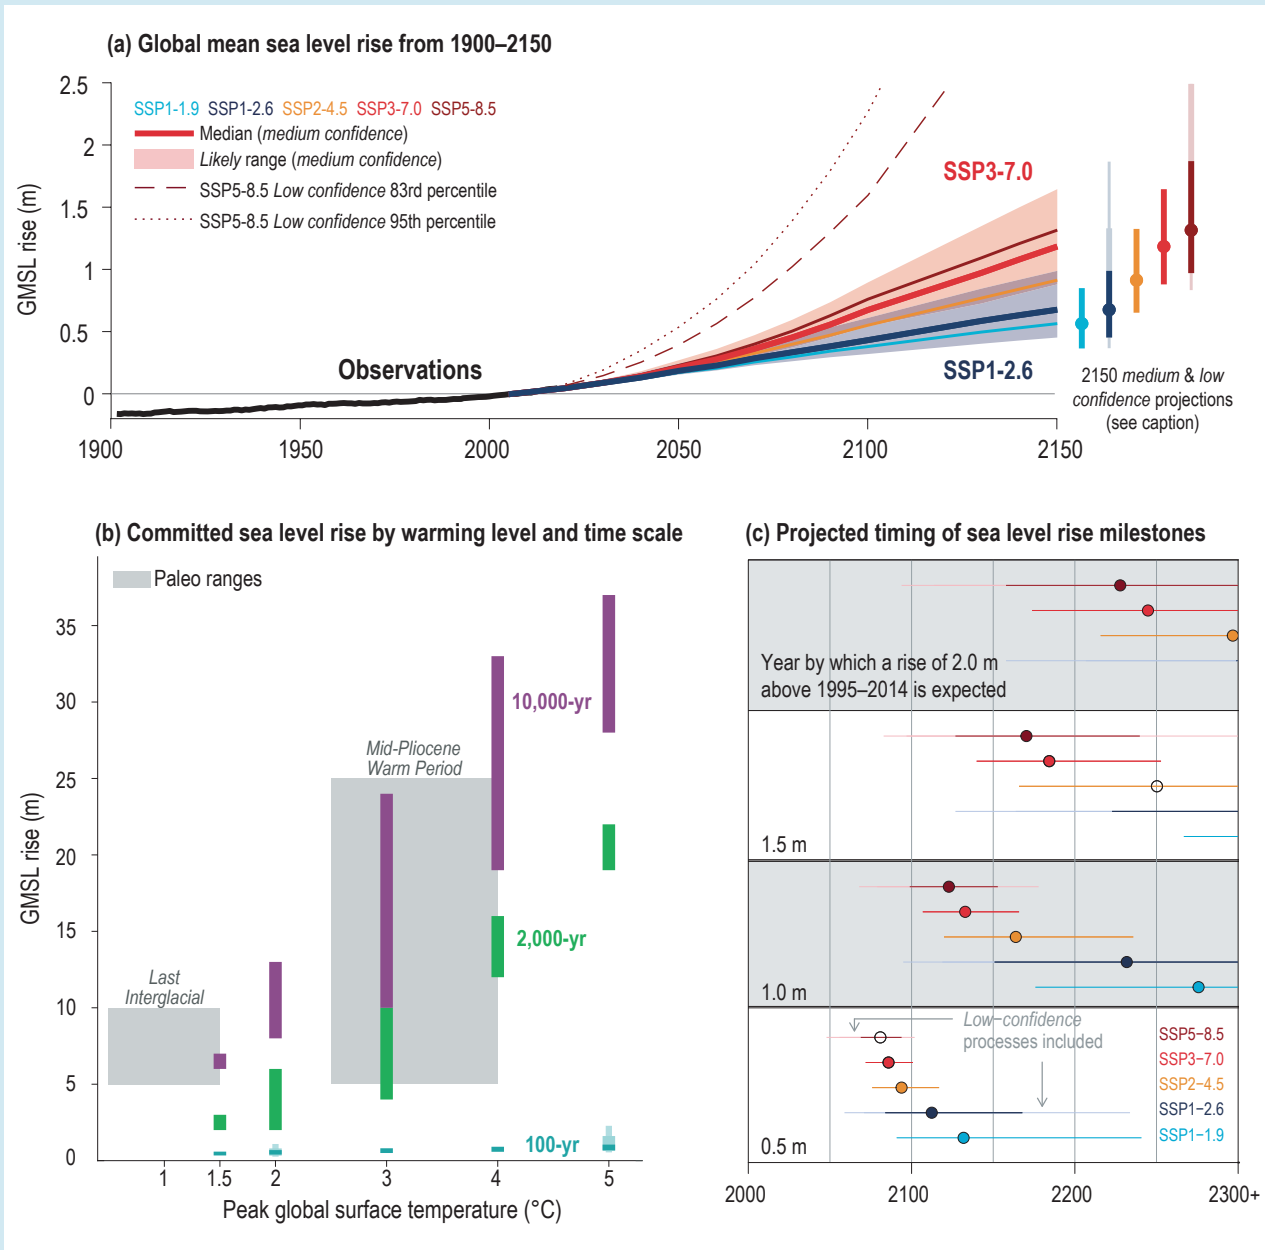 (a) Global mean sea level rise from 1900–2150
2.5
2
1.5
1
0.5
0
GMSL rise (m)
SSP1-1.9 SSP1-2.6 SSP2-4.5 SSP3-7.0 SSP5-8.5
Median (medium confidence)
Likely range (medium confidence)
SSP5-8.5 Low confidence 83rd percentile
SSP5-8.5 Low confidence 95th percentile
SSP3-7.0
Observations
SSP1-2.6
2150 medium & low
confidence projections
(see caption)
1900 1950 2000 2050 2100 2150
(b) Committed sea level rise by warming level and time scale
Paleo ranges
35
30
25
20
15
10
5
0
GMSL rise (m)
10,000-yr
Mid-Pliocene
Warm Period
2,000-yr
Last
Interglacial
100-yr
1 1.5 2 3 4 5
Peak global surface temperature (°C)
(c) Projected timing of sea level rise milestones
Year by which a rise of 2.0 m
above 1995–2014 is expected
1.5 m
1.0 m
Low−confidence
processes included
SSP5−8.5
SSP3−7.0
SSP2−4.5
SSP1−2.6
SSP1−1.9
0.5 m
2000 2100 2200 2300+